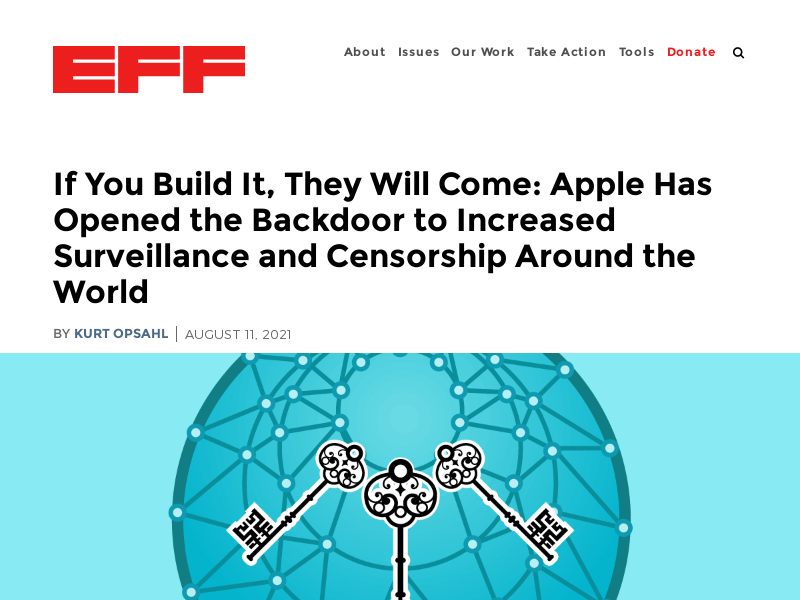 EFF
About Issues Our Work Take Action Tools Donate
If You Build It, They Will Come: Apple Has
Opened the Backdoor to Increased
Surveillance and Censorship Around the
World
BY KURT OPSAHL | AUGUST 11, 2021